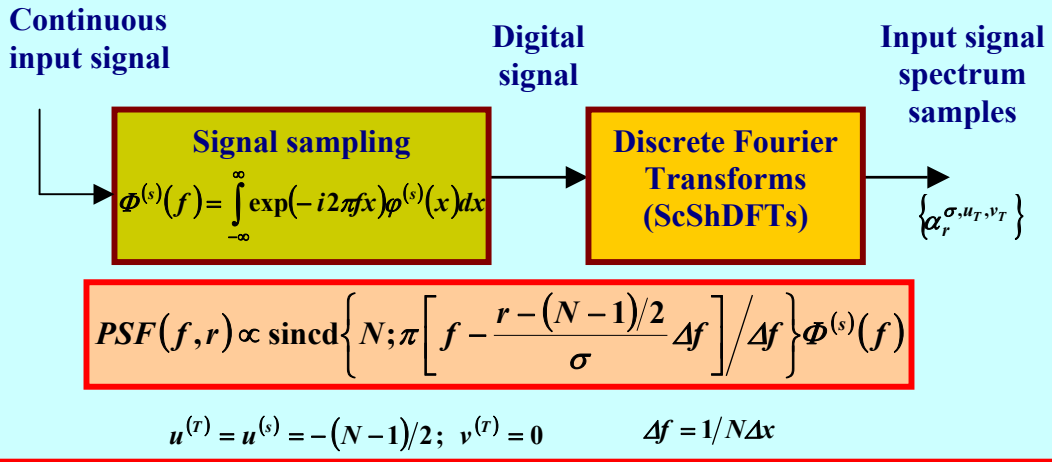 Continuous
input signal
Digital
signal
Input signal
spectrum
samples
Signal sampling
Φ^{(s)}(f) = ∫_{-∞}^{∞} exp(-i2πfx)φ^{(s)}(x)dx
Discrete Fourier
Transforms
(ScShDFTs)
{α_r^{σ,u_T,v_T}}
PSF(f,r) ∝ sincd{N;π[f - \frac{r-(N-1)/2}{σ} Δf]/Δf}Φ^{(s)}(f)
u^{(T)} = u^{(s)} = -(N-1)/2; v^{(T)} = 0
Δf = 1/NΔx